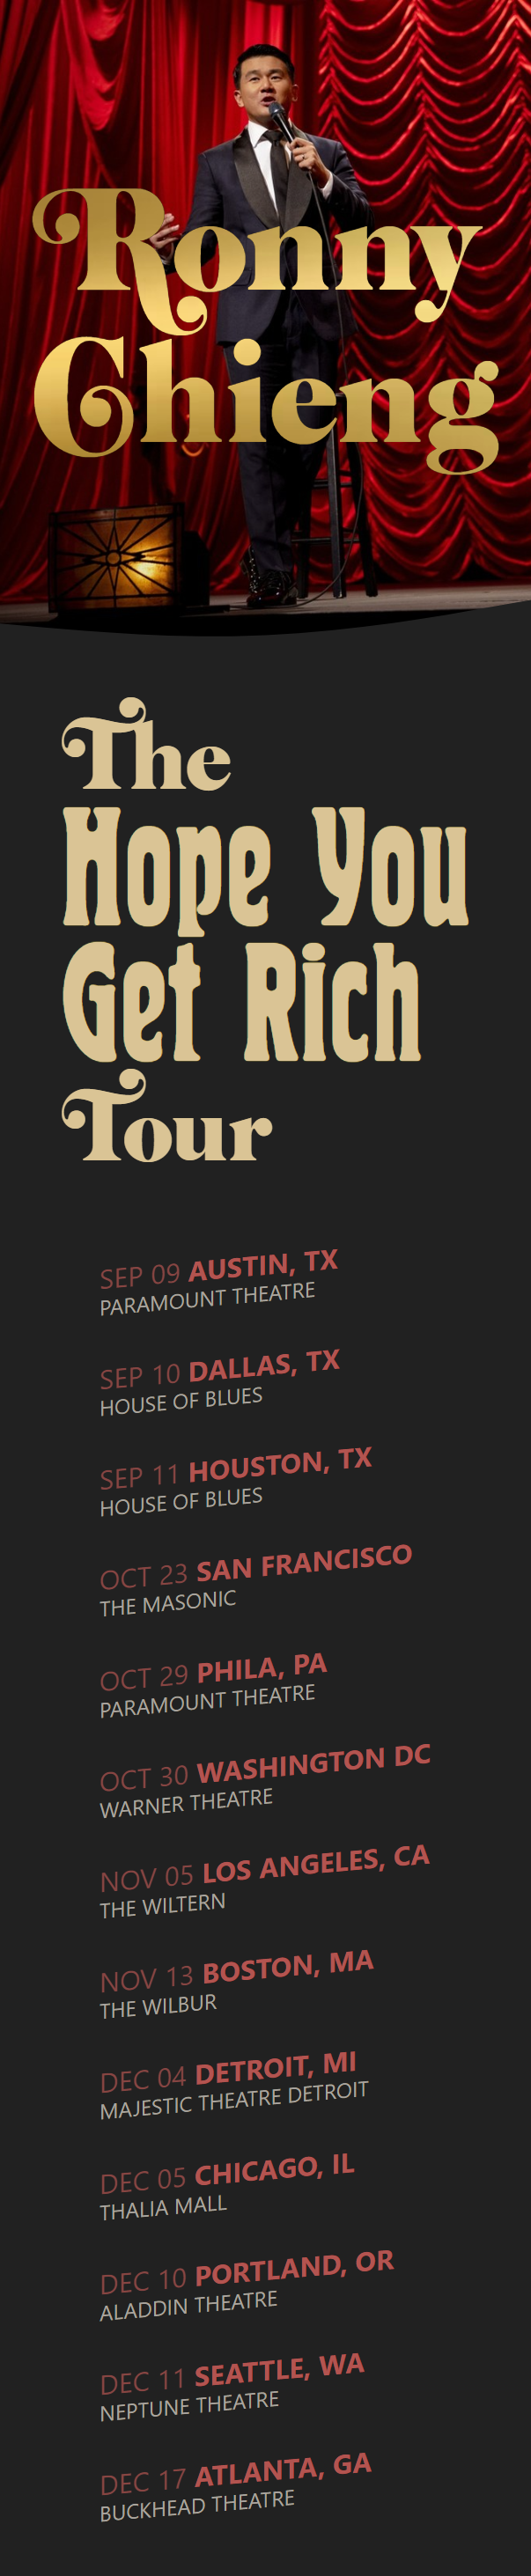 Ronny
Chieng
The
Hope You
Get Rich
Tour
SEP 09 AUSTIN, TX
PARAMOUNT THEATRE
SEP 10 DALLAS, TX
HOUSE OF BLUES
SEP 11 HOUSTON, TX
HOUSE OF BLUES
OCT 23 SAN FRANCISCO
THE MASONIC
OCT 29 PHILA, PA
PARAMOUNT THEATRE
OCT 30 WASHINGTON DC
WARNER THEATRE
NOV 05 LOS ANGELES, CA
THE WILTERN
NOV 13 BOSTON, MA
THE WILBUR
DEC 04 DETROIT, MI
MAJESTIC THEATRE DETROIT
DEC 05 CHICAGO, IL
THALIA MALL
DEC 10 PORTLAND, OR
ALADDIN THEATRE
DEC 11 SEATTLE, WA
NEPTUNE THEATRE
DEC 17 ATLANTA, GA
BUCKHEAD THEATRE